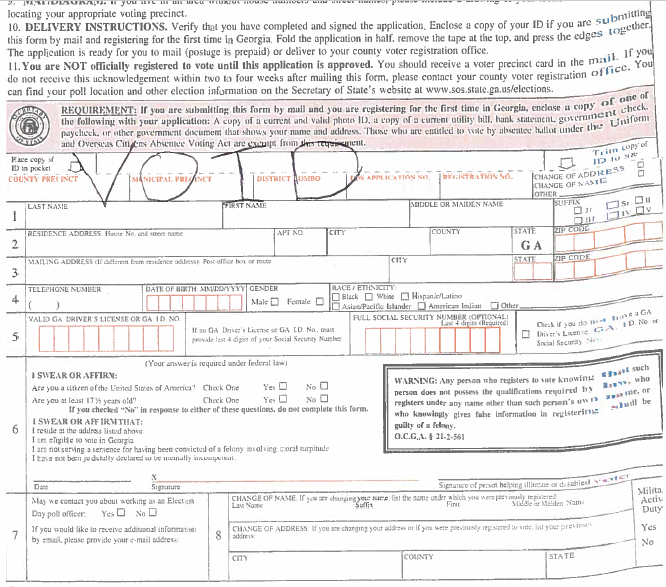 locating your appropriate voting precinct.
10. DELIVERY INSTRUCTIONS. Verify that you have completed and signed the application. Enclose a copy of your ID if you are submitting
this form by mail and registering for the first time in Georgia. Fold the application in half, remove the tape at the top, and press the edges together.
The application is ready for you to mail (postage is prepaid) or deliver to your county voter registration office.
11. You are NOT officially registered to vote until this application is approved. You should receive a voter precinct card in the mail. If you
do not receive this acknowledgement within two to four weeks after mailing this form, please contact your county voter registration office. You
can find your poll location and other election information on the Secretary of State's website at www.sos.state.ga.us/elections.
REQUIREMENT: If you are submitting this form by mail and you are registering for the first time in Georgia, enclose a copy of one of
the following with your application: A copy of a current and valid photo ID, a copy of a current utility bill, bank statement, government check,
paycheck, or other government document that shows your name and address. Those who are entitled to vote by absentee ballot under the Uniform
and Overseas Citizens Absence Voting Act are exempt from this requirement.
Place copy of
ID in pocket
VOID
Trim copy of
ID to size
COUNTY PRECINCT MUNICIPAL PRECINCT DISTRICT COMBO APPLICATION NO. REGISTRATION NO.
CHANGE OF ADDRESS
CHANGE OF NAME
OTHER
1 LAST NAME FIRST NAME MIDDLE OR MAIDEN NAME SUFFIX
Jr Sr II
III IV V
2 RESIDENCE ADDRESS: House No. and street name APT NO. CITY COUNTY STATE ZIP CODE
GA
3 MAILING ADDRESS (If different from residence address): Post-office box or route CITY STATE ZIP CODE
4 TELEPHONE NUMBER DATE OF BIRTH: MM/DD/YYYY GENDER RACE / ETHNICITY:
( ) Male Female Black White Hispanic/Latino
Asian/Pacific Islander American Indian Other
5 VALID GA DRIVER'S LICENSE OR GA I.D. NO.
If no GA Driver's License or GA ID. No., must
provide last 4 digits of your Social Security Number
FULL SOCIAL SECURITY NUMBER (OPTIONAL)
Last 4 digits (Required)
Check if you do not have a GA
Driver's License GA. I.D. No. or
Social Security No.
(Your answer is required under federal law)
6 I SWEAR OR AFFIRM:
Are you a citizen of the United States of America? Check One Yes No
Are you at least 17½ years old? Check One Yes No
If you checked "No" in response to either of these questions, do not complete this form.
I SWEAR OR AFFIRM THAT:
I reside at the address listed above
I am eligible to vote in Georgia
I am not serving a sentence for having been convicted of a felony involving moral turpitude
I have not been judicially declared to be mentally incompetent.
WARNING: Any person who registers to vote knowing that such
person does not possess the qualifications required by law, who
registers under any name other than such person's own name, or
who knowingly gives false information in registering shall be
guilty of a felony.
O.C.G.A. § 21-2-561
X
Date Signature Signature of person helping illiterate or disabled voter
7 May we contact you about working as an Election
Day poll officer: Yes No
If you would like to receive additional information
by email, please provide your e-mail address
8 CHANGE OF NAME. If you are changing your name list the name under which you were previously registered.
Last Name Suffix First Middle or Maiden Name
CHANGE OF ADDRESS. If you are changing your address or if you were previously registered to vote, list your previous
address
CITY COUNTY STATE
Milita
Activ
Duty
Yes
No